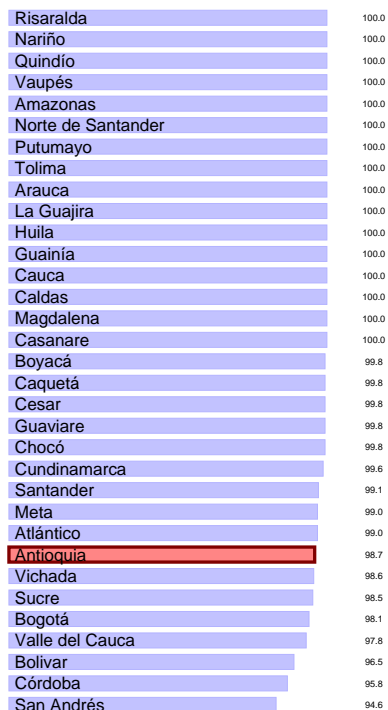 Risaralda 100.0
Nariño 100.0
Quindío 100.0
Vaupés 100.0
Amazonas 100.0
Norte de Santander 100.0
Putumayo 100.0
Tolima 100.0
Arauca 100.0
La Guajira 100.0
Huila 100.0
Guainía 100.0
Cauca 100.0
Caldas 100.0
Magdalena 100.0
Casanare 100.0
Boyacá 99.8
Caquetá 99.8
Cesar 99.8
Guaviare 99.8
Chocó 99.8
Cundinamarca 99.6
Santander 99.1
Meta 99.0
Atlántico 99.0
Antioquia 98.7
Vichada 98.6
Sucre 98.5
Bogotá 98.1
Valle del Cauca 97.8
Bolivar 96.5
Córdoba 95.8
San Andrés 94.6